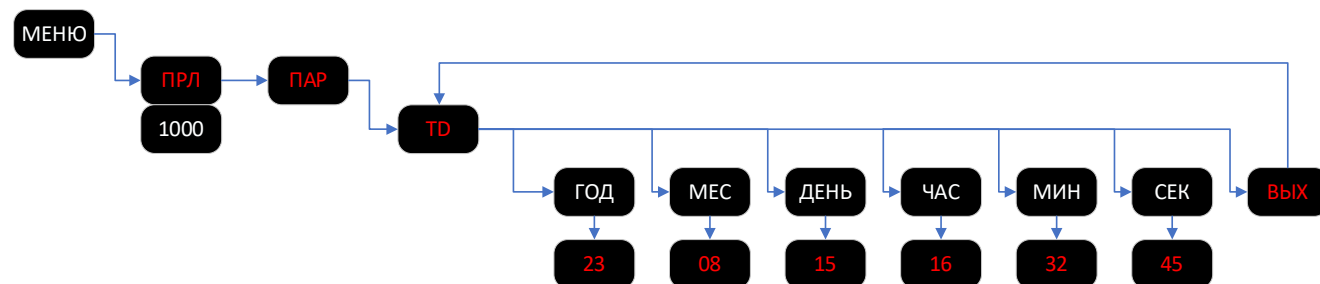 МЕНЮ
ПРЛ
ПАР
1000
TD
ГОД
МЕС
ДЕНЬ
ЧАС
МИН
СЕК
ВЫХ
23
08
15
16
32
45